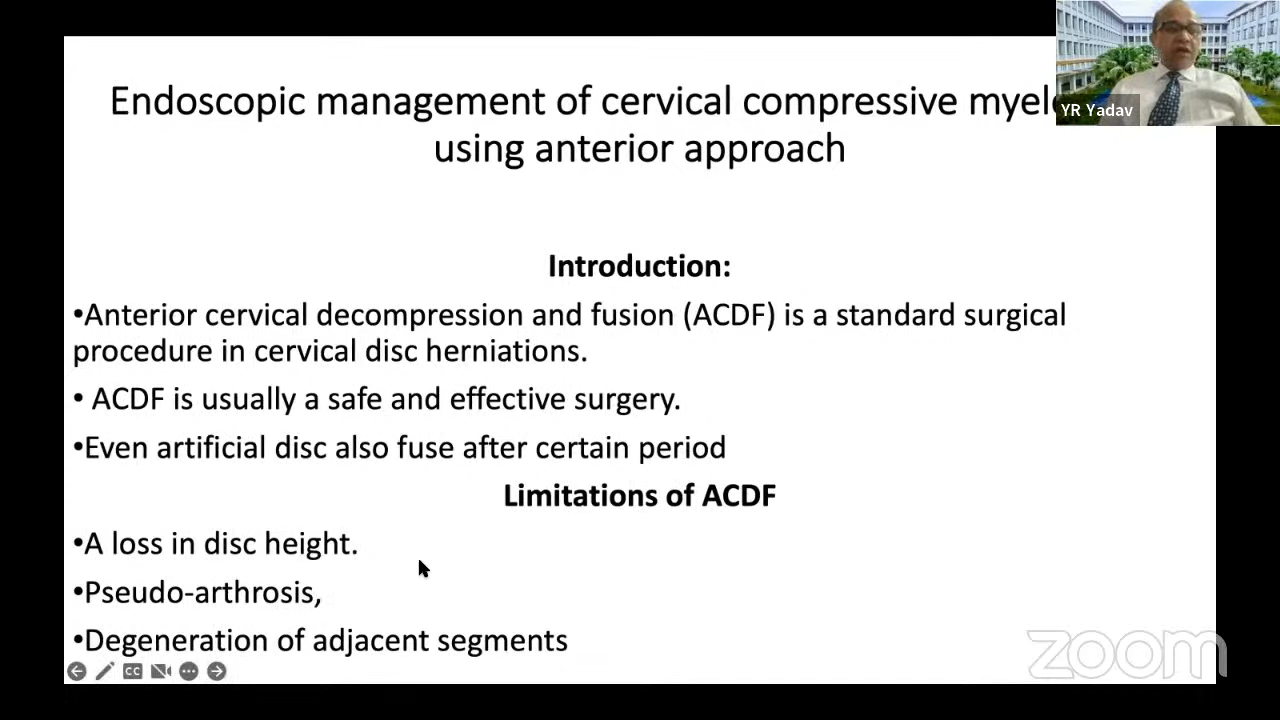 Endoscopic management of cervical compressive
using anterior approach
YR Yadav
Introduction:
•Anterior cervical decompression and fusion (ACDF) is a standard surgical
procedure in cervical disc herniations.
• ACDF is usually a safe and effective surgery.
•Even artificial disc also fuse after certain period
Limitations of ACDF
•A loss in disc height.
•Pseudo-arthrosis,
•Degeneration of adjacent segments
CC
zoom